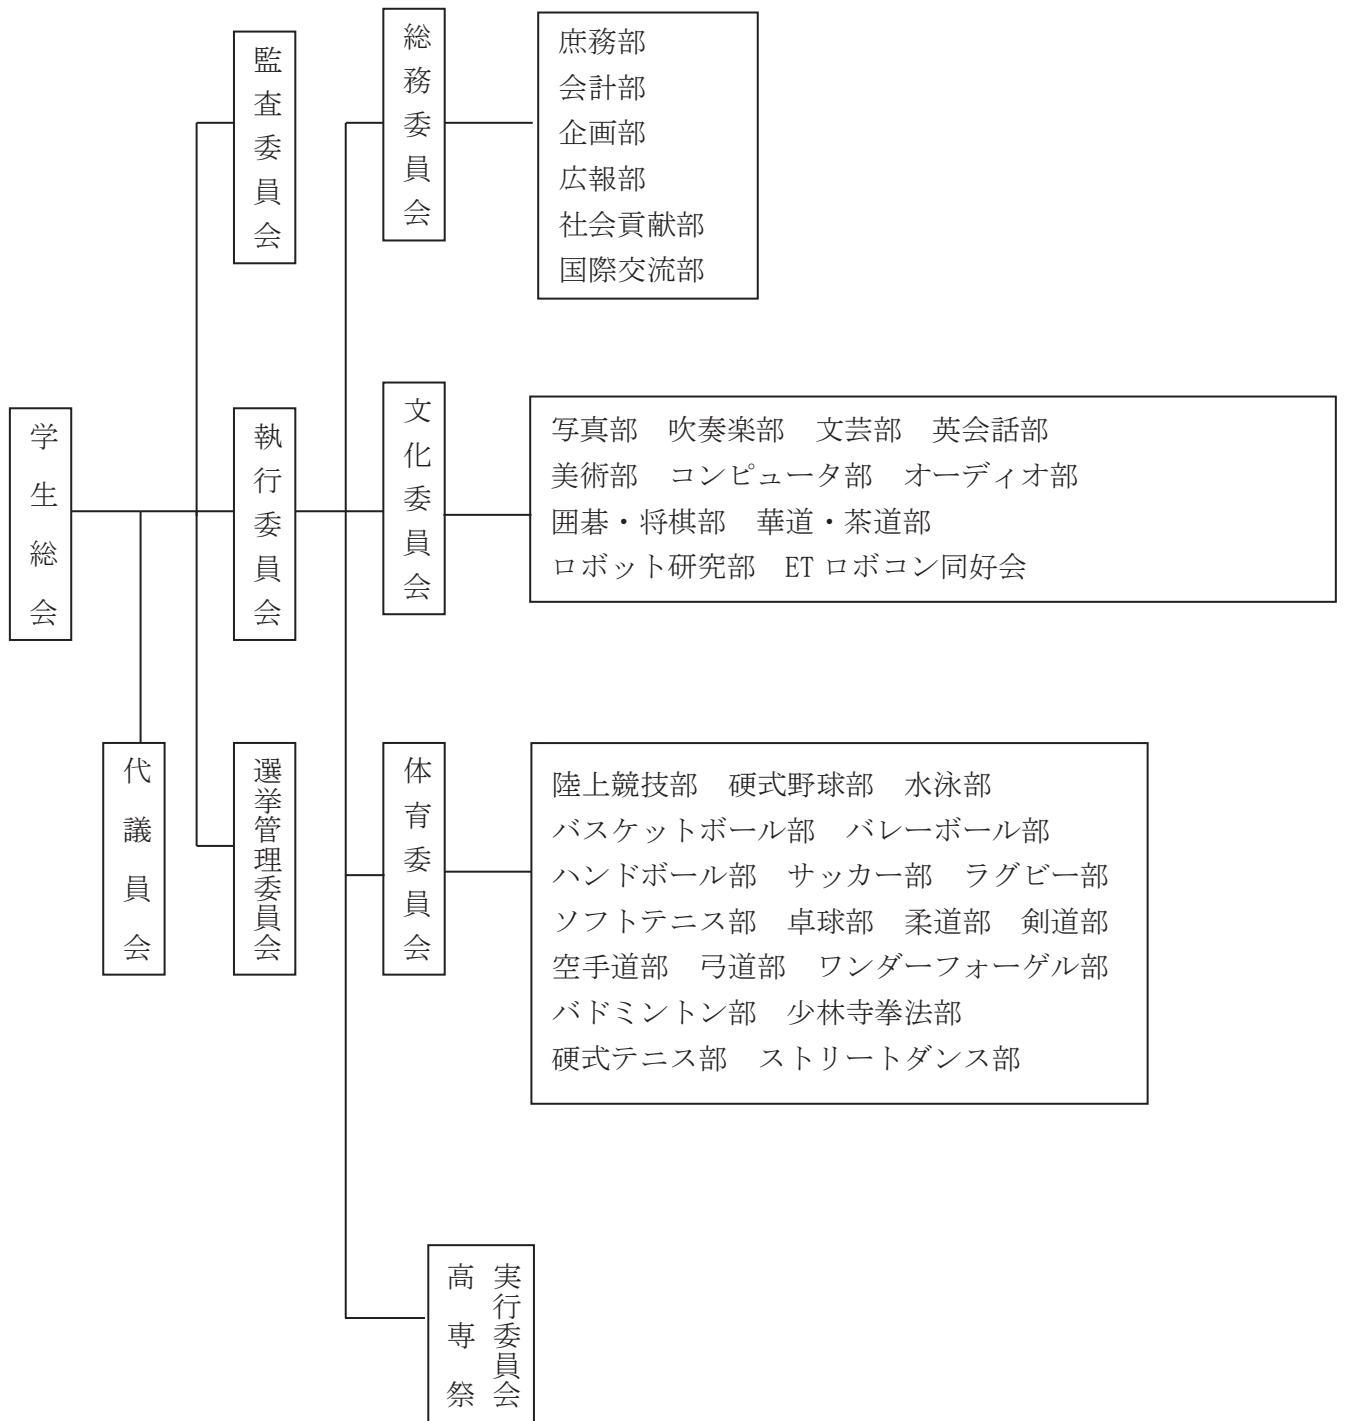 学生総会
代議員会
監査委員会
執行委員会
選挙管理委員会
総務委員会
庶務部
会計部
企画部
広報部
社会貢献部
国際交流部
文化委員会
写真部　吹奏楽部　文芸部　英会話部
美術部　コンピュータ部　オーディオ部
囲碁・将棋部　華道・茶道部
ロボット研究部　ET ロボコン同好会
体育委員会
陸上競技部　硬式野球部　水泳部
バスケットボール部　バレーボール部
ハンドボール部　サッカー部　ラグビー部
ソフトテニス部　卓球部　柔道部　剣道部
空手道部　弓道部　ワンダーフォーゲル部
バドミントン部　少林寺拳法部
硬式テニス部　ストリートダンス部
高専祭
実行委員会